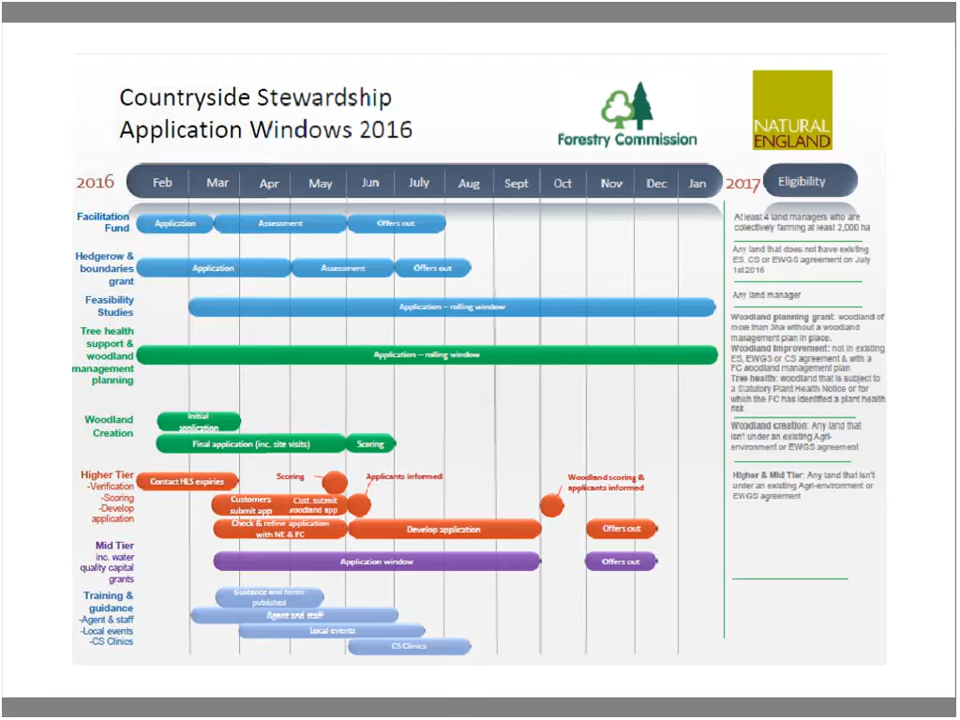 Countryside Stewardship
Application Windows 2016
Forestry Commission
NATURAL
ENGLAND
2016 Feb Mar Apr May Jun July Aug Sept Oct Nov Dec Jan 2017 Eligibility
Facilitation
Fund
Application Assessment Offers out
At least 4 land managers who are
collectively farming at least 2,000 ha
Hedgerow &
boundaries
grant
Application Assessment Offers out
Any land that does not have existing
ES, CS or EWGS agreement on July
1st 2016
Feasibility
Studies
Application – rolling window
Any land manager
Tree health
support &
woodland
management
planning
Application – rolling window
Woodland planning grant: woodland of
more than 3ha without a woodland
management plan in place.
Woodland Improvement: not in existing
ES, EWGS or CS agreement & with a
FC woodland management plan
Tree health: woodland that is subject to
a Statutory Plant Health Notice or for
which the FC has identified a plant health
risk
Woodland
Creation
Initial
application
Final application (inc. site visits) Scoring
Woodland creation: Any land that
isn't under an existing Agri-
environment or EWGS agreement
Higher Tier
-Verification
-Scoring
-Develop
application
Contact HLS expiries
Scoring
Applicants informed
Woodland scoring &
applicants informed
Customers
submit app
Cust. submit
woodland app
Check & refine application
with NE & FC
Develop application
Offers out
Higher & Mid Tier: Any land that isn't
under an existing Agri-environment or
EWGS agreement
Mid Tier
inc. water
quality capital
grants
Application window
Offers out
Training &
guidance
-Agent & staff
-Local events
-CS Clinics
Guidance and forms
published
Agent and staff
Local events
CS Clinics